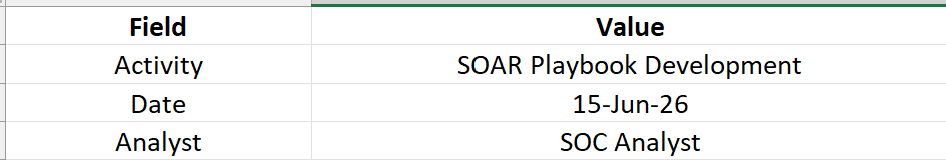 Field Value
Activity SOAR Playbook Development
Date 15-Jun-26
Analyst SOC Analyst